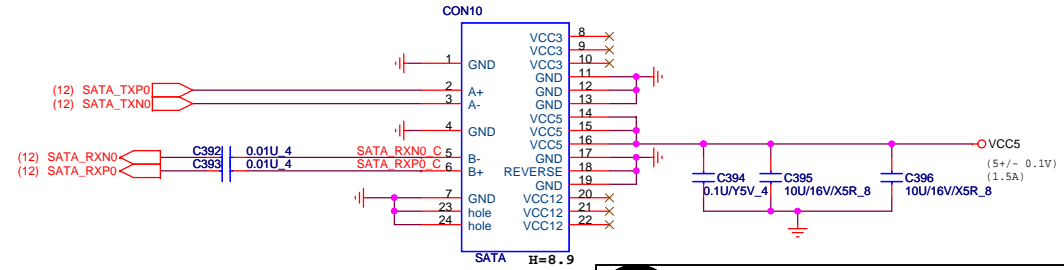 CON10
VCC3 8
VCC3 9
1 GND VCC3 10
GND 11
(12) SATA_TXP0 2 A+ GND 12
(12) SATA_TXN0 3 A- GND 13
VCC5 14
4 GND VCC5 15
VCC5 16 VCC5
(12) SATA_RXN0 C392 0.01U_4 SATA_RXN0_C 5 B- GND 17 (5+/- 0.1V)
(12) SATA_RXP0 C393 0.01U_4 SATA_RXP0_C 6 B+ REVERSE 18 C394 C395 C396 (1.5A)
GND 19 0.1U/Y5V_4 10U/16V/X5R_8 10U/16V/X5R_8
7 GND VCC12 20
23 hole VCC12 21
24 hole VCC12 22
SATA H=8.9